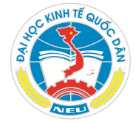 ĐẠI HỌC KINH TẾ QUỐC DÂN
NEU